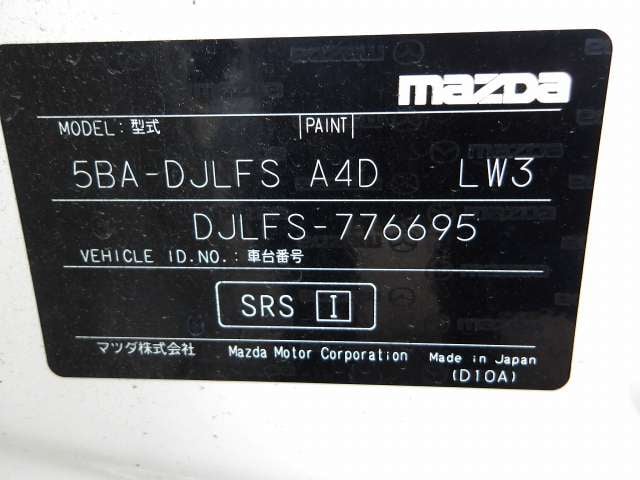 mazda
MODEL:型式 PAINT
5BA-DJLFS A4D LW3
DJLFS-776695
VEHICLE ID.NO.:車台番号
SRS I
マツダ株式会社 Mazda Motor Corporation Made in Japan
(D10A)